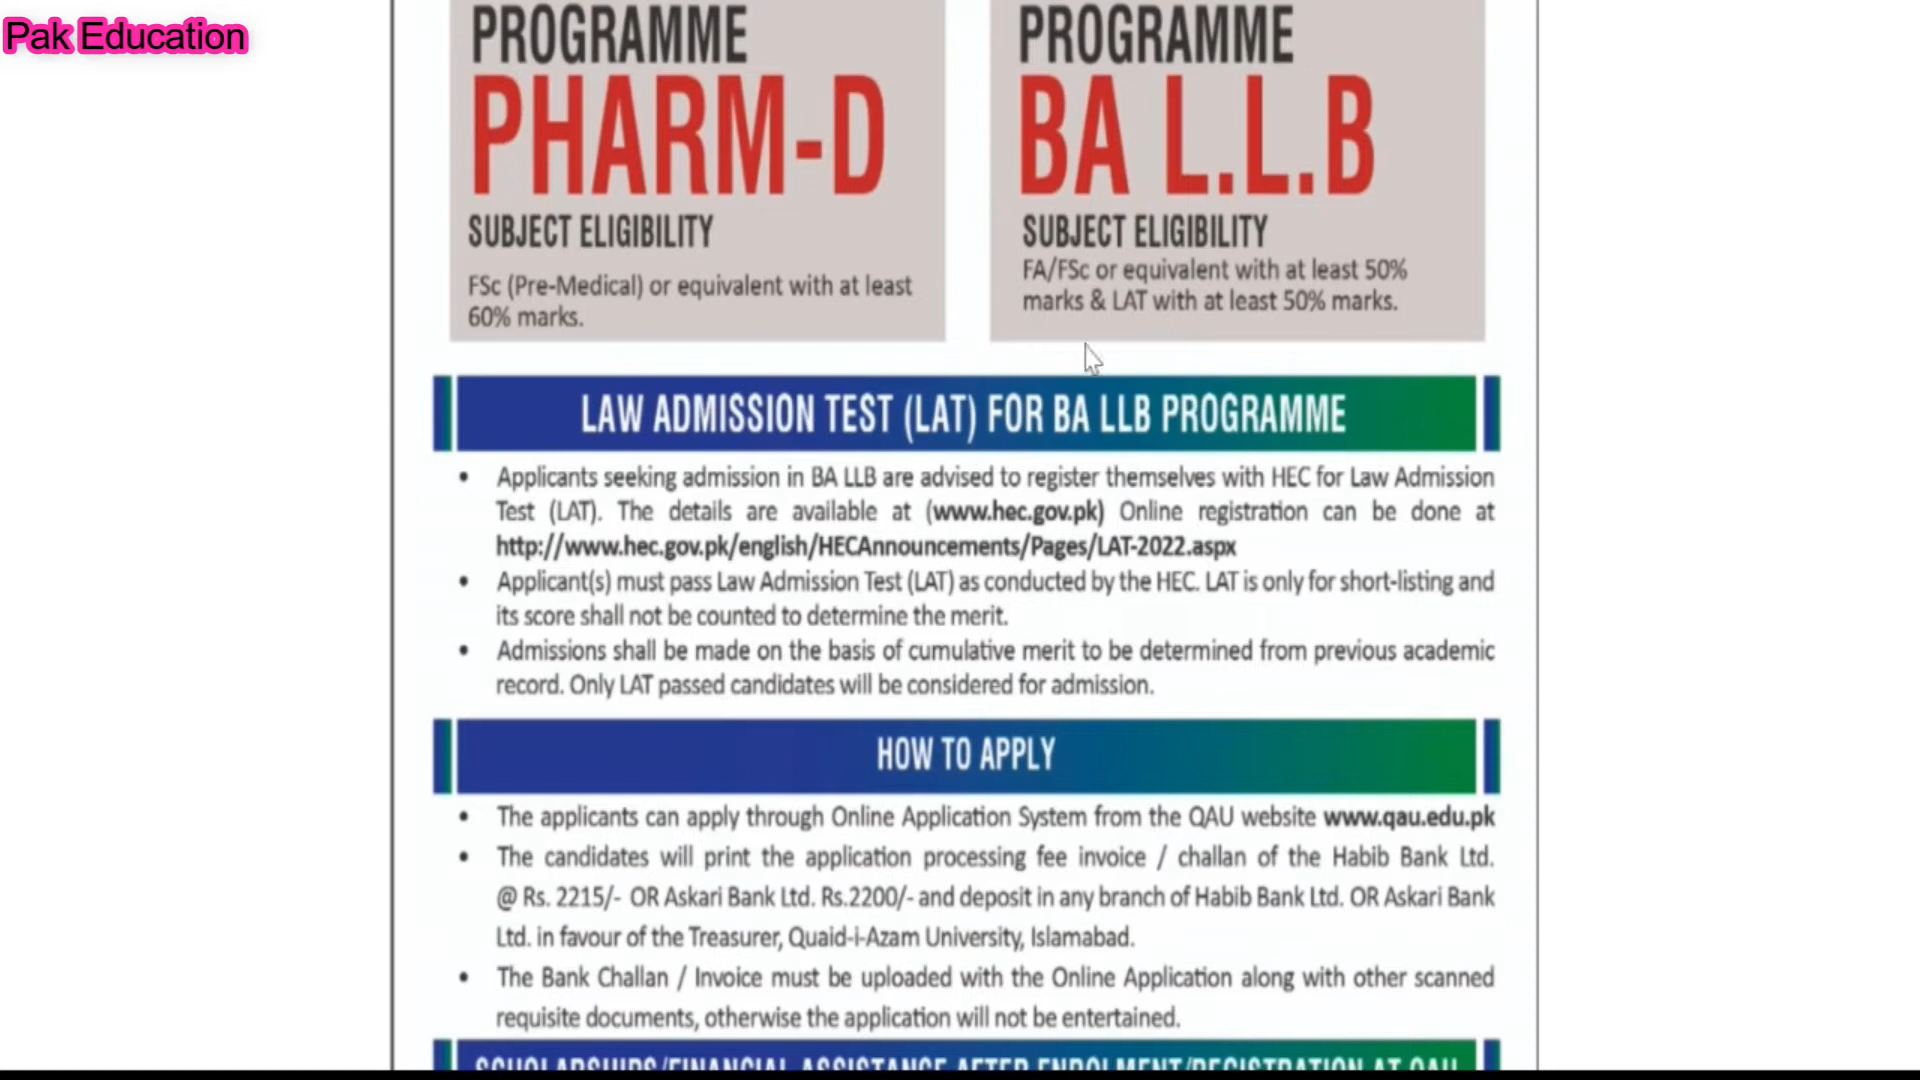 Pak Education
PROGRAMME
PHARM-D
SUBJECT ELIGIBILITY
FSc (Pre-Medical) or equivalent with at least
60% marks.
PROGRAMME
BA L.L.B
SUBJECT ELIGIBILITY
FA/FSc or equivalent with at least 50%
marks & LAT with at least 50% marks.
LAW ADMISSION TEST (LAT) FOR BA LLB PROGRAMME
• Applicants seeking admission in BA LLB are advised to register themselves with HEC for Law Admission
Test (LAT). The details are available at (www.hec.gov.pk) Online registration can be done at
http://www.hec.gov.pk/english/HECAnnouncements/Pages/LAT-2022.aspx
• Applicant(s) must pass Law Admission Test (LAT) as conducted by the HEC. LAT is only for short-listing and
its score shall not be counted to determine the merit.
• Admissions shall be made on the basis of cumulative merit to be determined from previous academic
record. Only LAT passed candidates will be considered for admission.
HOW TO APPLY
• The applicants can apply through Online Application System from the QAU website www.qau.edu.pk
• The candidates will print the application processing fee invoice / challan of the Habib Bank Ltd.
@ Rs. 2215/- OR Askari Bank Ltd. Rs.2200/- and deposit in any branch of Habib Bank Ltd. OR Askari Bank
Ltd. in favour of the Treasurer, Quaid-i-Azam University, Islamabad.
• The Bank Challan / Invoice must be uploaded with the Online Application along with other scanned
requisite documents, otherwise the application will not be entertained.
SCHOLARSHIPS/FINANCIAL ASSISTANCE AFTER ENROLMENT/REGISTRATION AT QAU